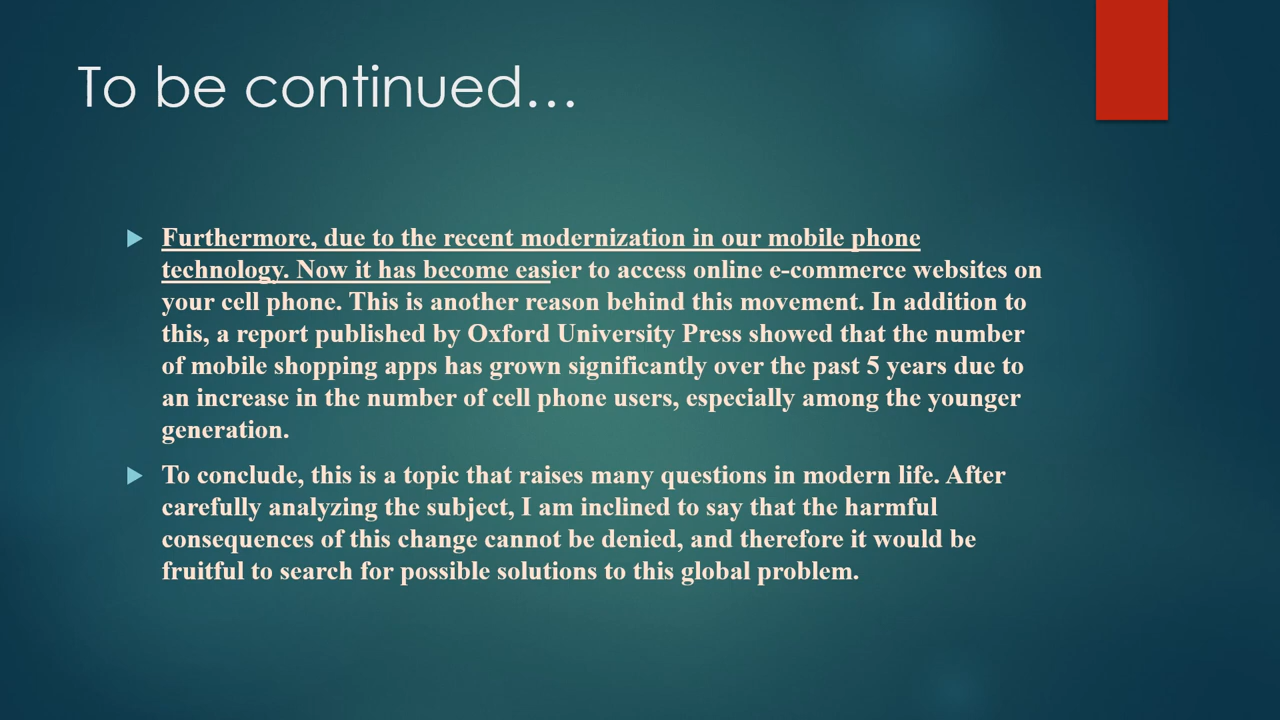 To be continued…
Furthermore, due to the recent modernization in our mobile phone
technology. Now it has become easier to access online e-commerce websites on
your cell phone. This is another reason behind this movement. In addition to
this, a report published by Oxford University Press showed that the number
of mobile shopping apps has grown significantly over the past 5 years due to
an increase in the number of cell phone users, especially among the younger
generation.
To conclude, this is a topic that raises many questions in modern life. After
carefully analyzing the subject, I am inclined to say that the harmful
consequences of this change cannot be denied, and therefore it would be
fruitful to search for possible solutions to this global problem.